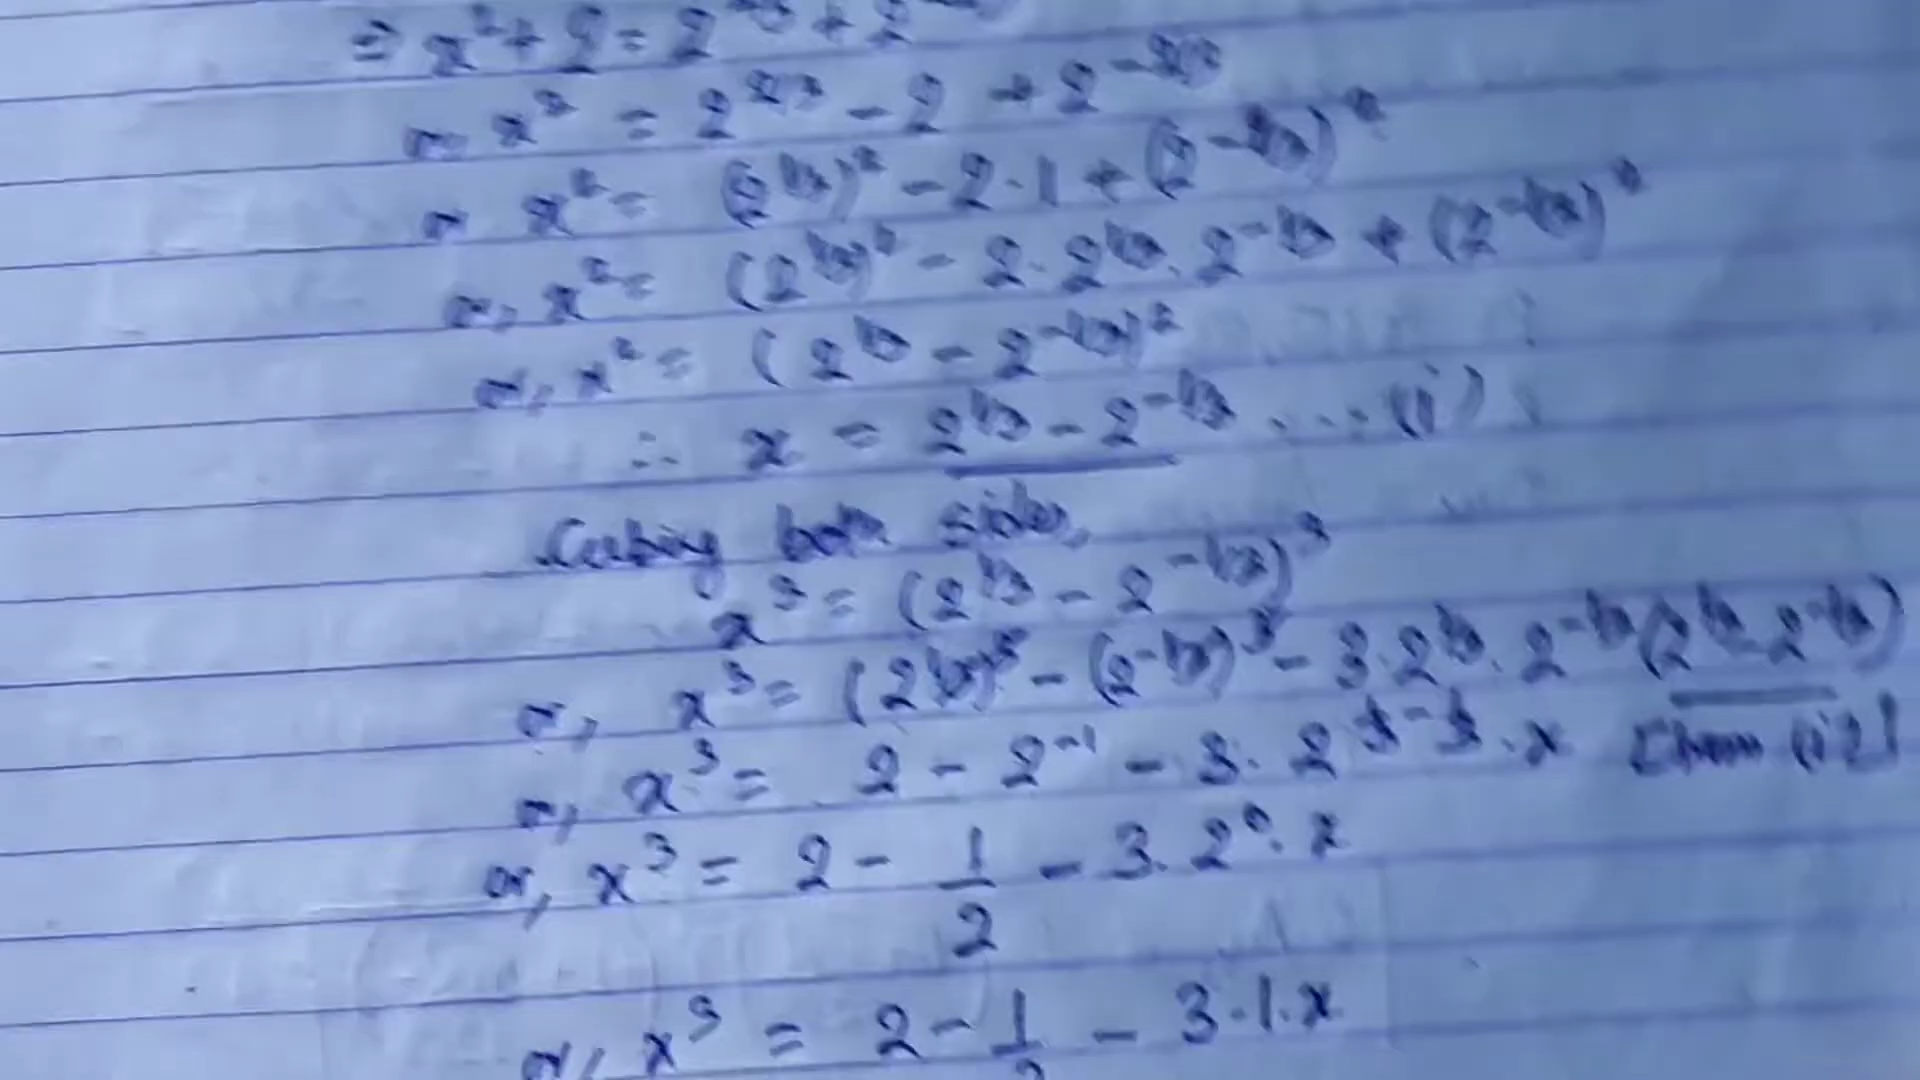 ⇒ x² + 2 = 2^2/3 + 2
or, x² = 2^2/3 - 2 + 2^-2/3
or x² = (2^1/3)² - 2·1 + (2^-1/3)²
or, x² = (2^1/3)² - 2·2^1/3·2^-1/3 + (2^-1/3)²
or, x² = (2^1/3 - 2^-1/3)²
∴ x = 2^1/3 - 2^-1/3 .... (i)
Cubing both sides,
x³ = (2^1/3 - 2^-1/3)³
or, x³ = (2^1/3)³ - (2^-1/3)³ - 3·2^1/3·2^-1/3(2^1/3 - 2^-1/3)
or, x³ = 2 - 2^-1 - 3·2^1/3-1/3·x [from (i)]
or, x³ = 2 - 1/2 - 3·2^0·x
or, x³ = 2 - 1/2 - 3·1·x